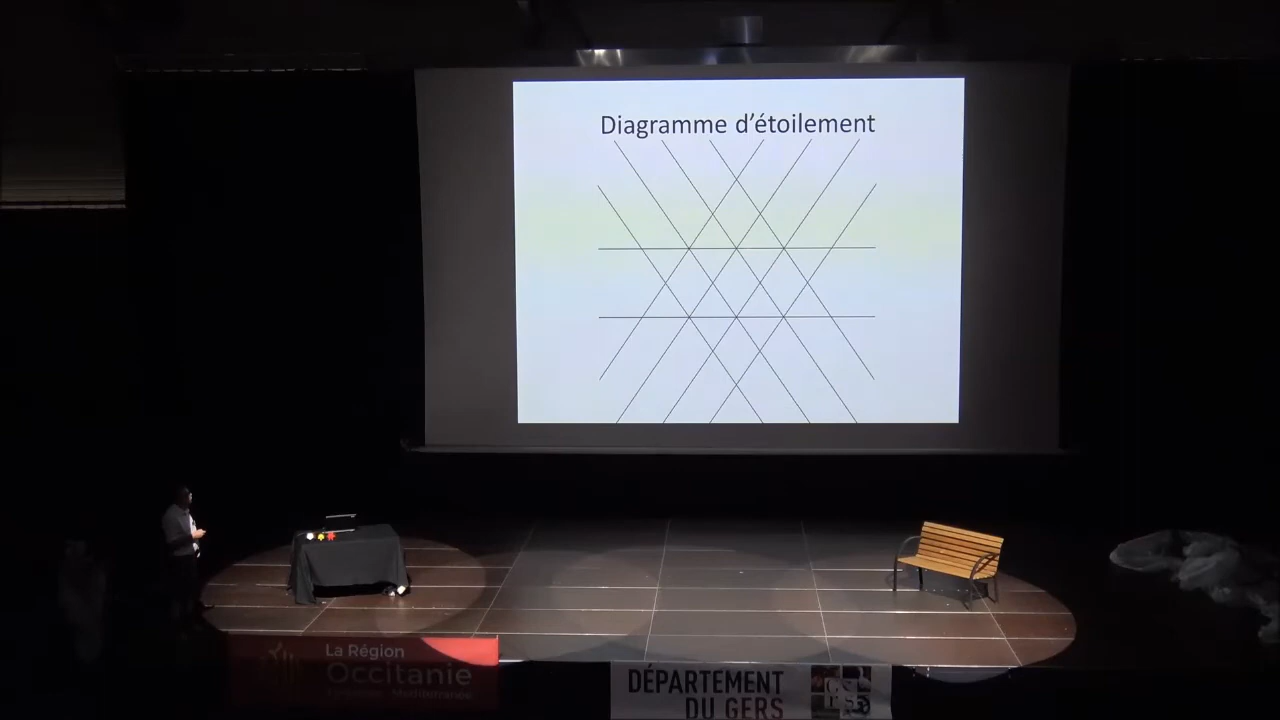 Diagramme d'étoilement
La Région
Occitanie
DÉPARTEMENT
DU GERS